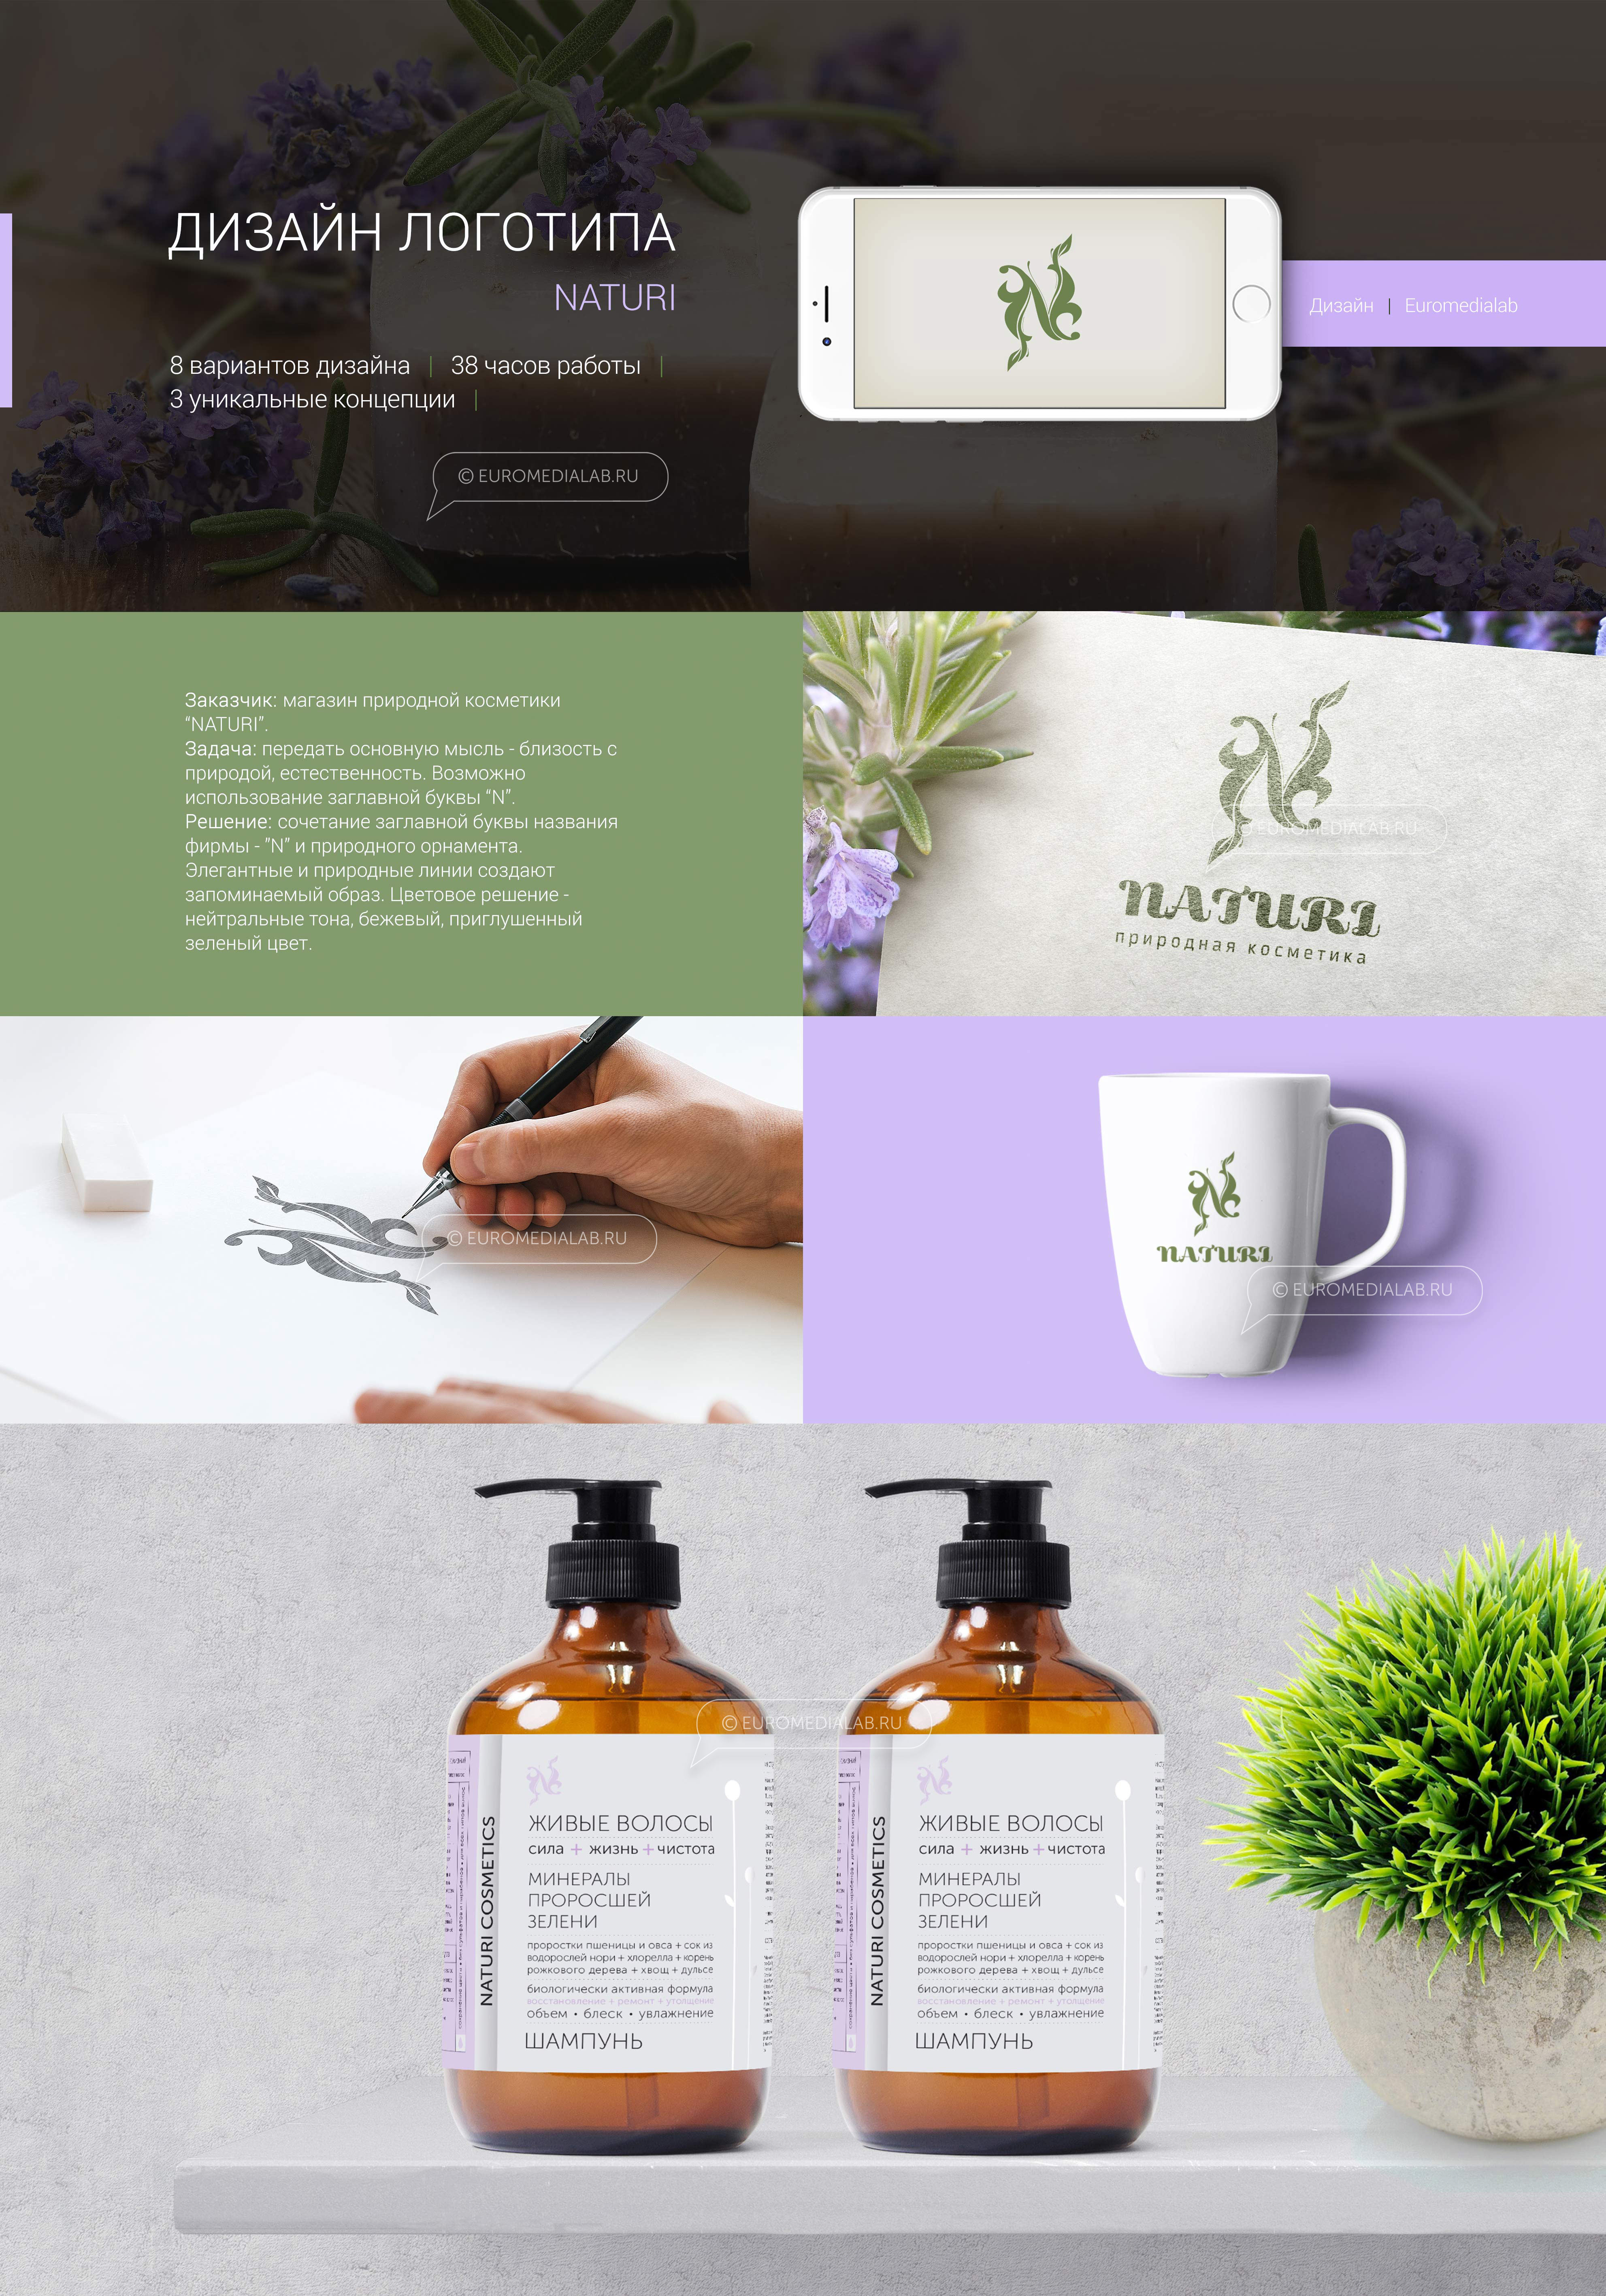 ДИЗАЙН ЛОГОТИПА
NATURI
8 вариантов дизайна | 38 часов работы |
3 уникальные концепции |
© EUROMEDIALAB.RU
Дизайн | Euromedialab
Заказчик: магазин природной косметики
“NATURI”.
Задача: передать основную мысль - близость с
природой, естественность. Возможно
использование заглавной буквы “N”.
Решение: сочетание заглавной буквы названия
фирмы - ”N” и природного орнамента.
Элегантные и природные линии создают
запоминаемый образ. Цветовое решение -
нейтральные тона, бежевый, приглушенный
зеленый цвет.
© EUROMEDIALAB.RU
NATURI
природная косметика
© EUROMEDIALAB.RU
NATURI
© EUROMEDIALAB.RU
© EUROMEDIALAB.RU
NATURI COSMETICS
ЖИВЫЕ ВОЛОСЫ
сила + жизнь + чистота
МИНЕРАЛЫ
ПРОРОСШЕЙ
ЗЕЛЕНИ
проростки пшеницы и овса + сок из
водорослей нори + хлорелла + корень
рожкового дерева + хвощ + дульсе
биологически активная формула
восстановление + ремонт + утолщение
объем • блеск • увлажнение
ШАМПУНЬ
NATURI COSMETICS
ЖИВЫЕ ВОЛОСЫ
сила + жизнь + чистота
МИНЕРАЛЫ
ПРОРОСШЕЙ
ЗЕЛЕНИ
проростки пшеницы и овса + сок из
водорослей нори + хлорелла + корень
рожкового дерева + хвощ + дульсе
биологически активная формула
восстановление + ремонт + утолщение
объем • блеск • увлажнение
ШАМПУНЬ